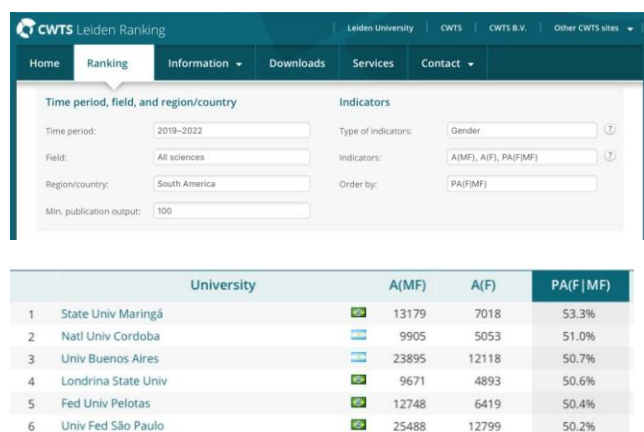 CWTS Leiden Ranking Leiden University CWTS CWTS B.V. Other CWTS sites
Home Ranking Information Downloads Services Contact
Time period, field, and region/country Indicators
Time period: 2019–2022 Type of indicators: Gender ?
Field: All sciences Indicators: A(MF), A(F), PA(F|MF) ?
Region/country: South America Order by: PA(F|MF)
Min. publication output: 100
University A(MF) A(F) PA(F|MF)
1 State Univ Maringá 13179 7018 53.3%
2 Natl Univ Cordoba 9905 5053 51.0%
3 Univ Buenos Aires 23895 12118 50.7%
4 Londrina State Univ 9671 4893 50.6%
5 Fed Univ Pelotas 12748 6419 50.4%
6 Univ Fed São Paulo 25488 12799 50.2%